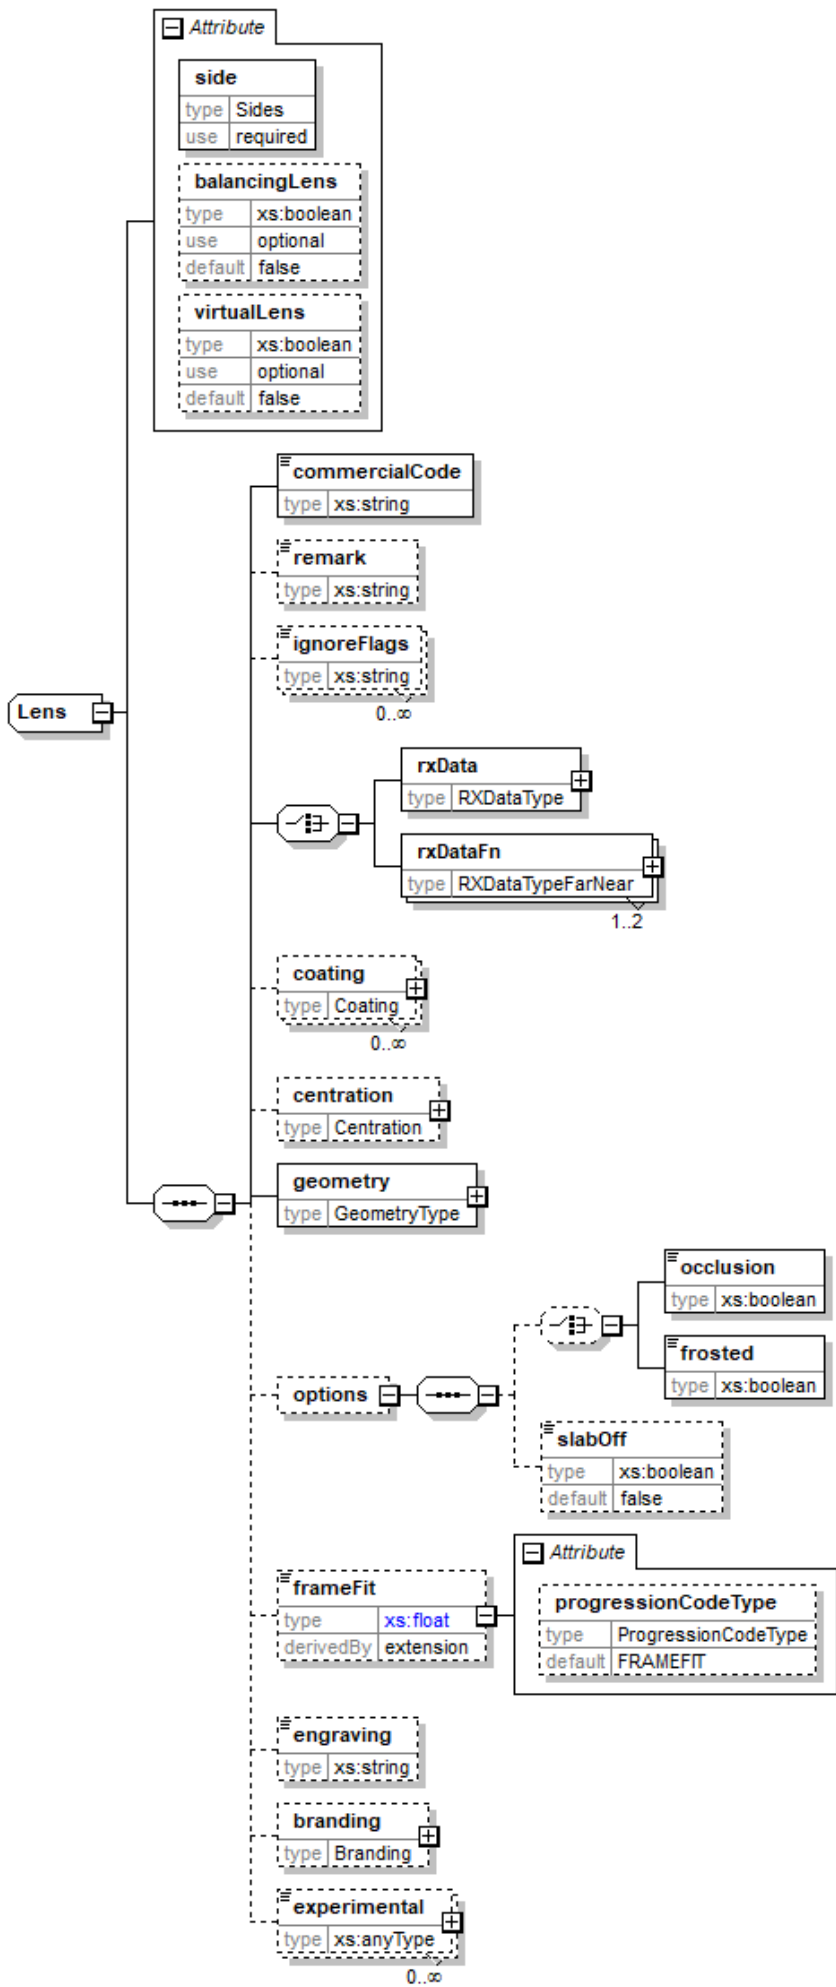 Attribute
side
type Sides
use required
balancingLens
type xs:boolean
use optional
default false
virtualLens
type xs:boolean
use optional
default false
commercialCode
type xs:string
remark
type xs:string
ignoreFlags
type xs:string
0..∞
Lens
rxData
type RXDataType
rxDataFn
type RXDataTypeFarNear
1..2
coating
type Coating
0..∞
centration
type Centration
geometry
type GeometryType
occlusion
type xs:boolean
frosted
type xs:boolean
options
slabOff
type xs:boolean
default false
Attribute
frameFit
type xs:float
derivedBy extension
progressionCodeType
type ProgressionCodeType
default FRAMEFIT
engraving
type xs:string
branding
type Branding
experimental
type xs:anyType
0..∞